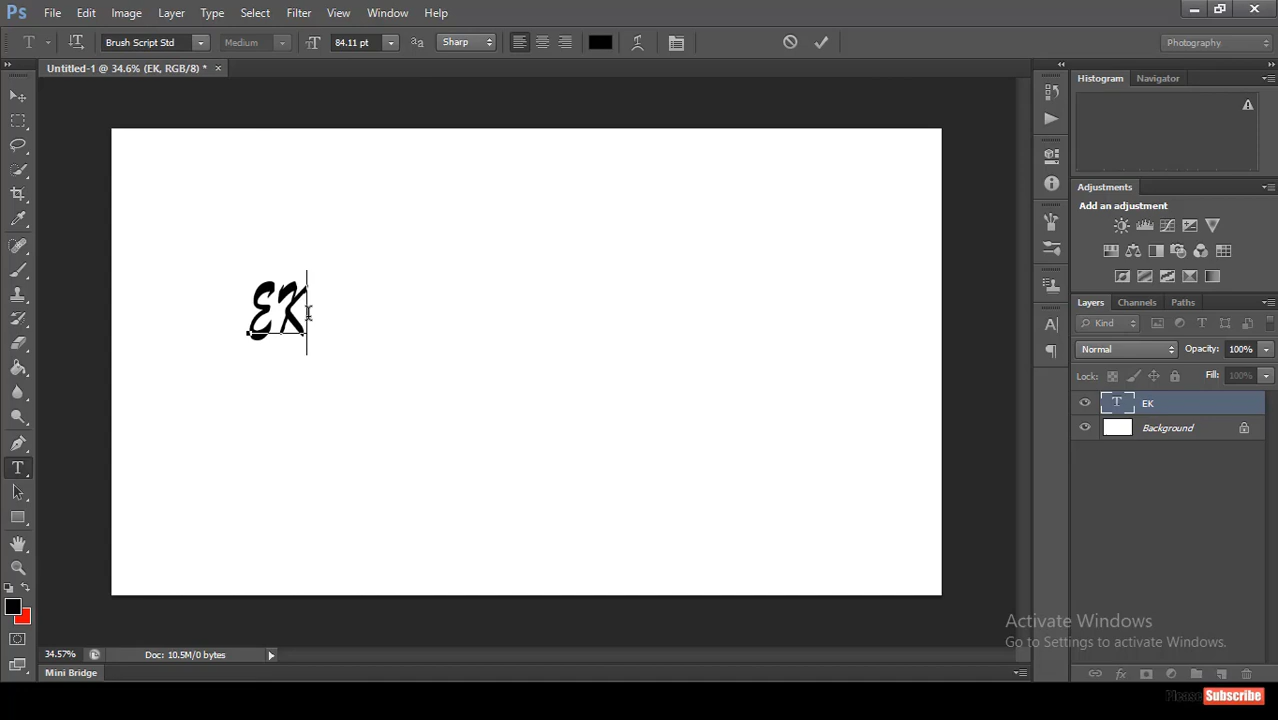 Ps File Edit Image Layer Type Select Filter View Window Help
T Brush Script Std Medium 84.11 pt Sharp Photography
Untitled-1 @ 34.6% (EK, RGB/8) * ×
Histogram Navigator
Adjustments
Add an adjustment
EK
Layers Channels Paths
Kind
Normal Opacity: 100%
Lock: Fill: 100%
T EK
Background
Activate Windows
Go to Settings to activate Windows.
34.57% Doc: 10.5M/0 bytes
Mini Bridge
Please Subscribe